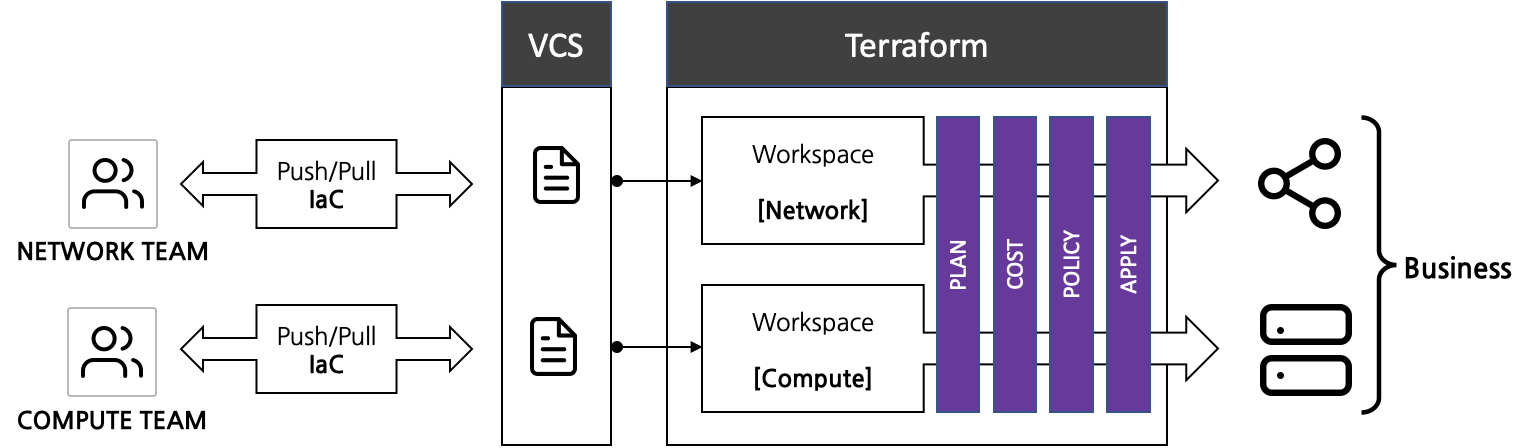 VCS
Terraform
Push/Pull
IaC
NETWORK TEAM
Workspace
[Network]
Push/Pull
IaC
COMPUTE TEAM
Workspace
[Compute]
PLAN
COST
POLICY
APPLY
Business